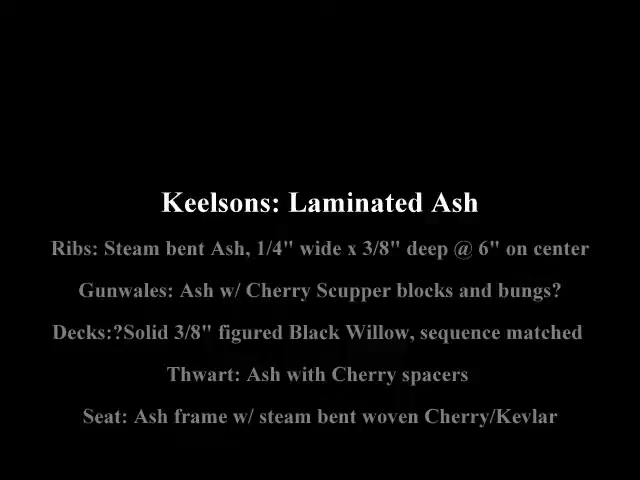 Keelsons: Laminated Ash
Ribs: Steam bent Ash, 1/4" wide x 3/8" deep @ 6" on center
Gunwales: Ash w/ Cherry Scupper blocks and bungs?
Decks:?Solid 3/8" figured Black Willow, sequence matched
Thwart: Ash with Cherry spacers
Seat: Ash frame w/ steam bent woven Cherry/Kevlar